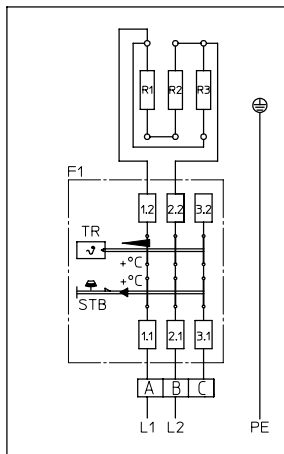 R1 R2 R3
F1
1.2 2.2 3.2
TR
ϑ
+°C
+°C
STB
1.1 2.1 3.1
A B C
L1 L2 PE